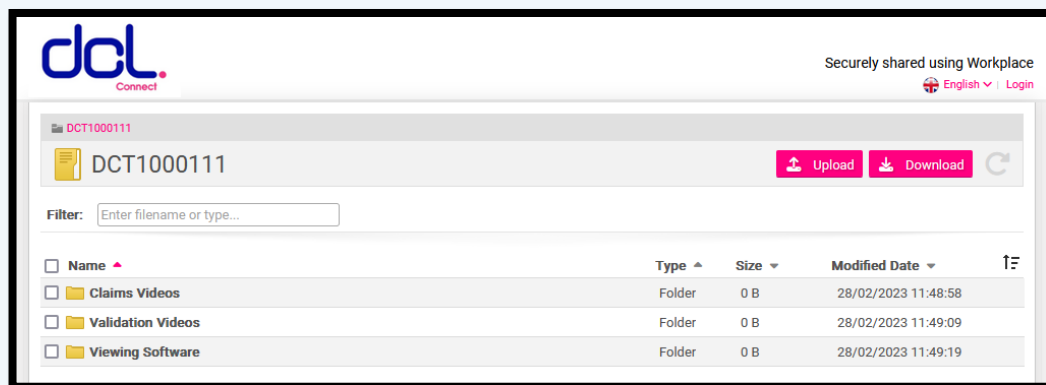 dcl.
Connect
Securely shared using Workplace
English | Login
DCT1000111
DCT1000111
Upload Download
Filter: Enter filename or type...
Name Type Size Modified Date
Claims Videos Folder 0 B 28/02/2023 11:48:58
Validation Videos Folder 0 B 28/02/2023 11:49:09
Viewing Software Folder 0 B 28/02/2023 11:49:19